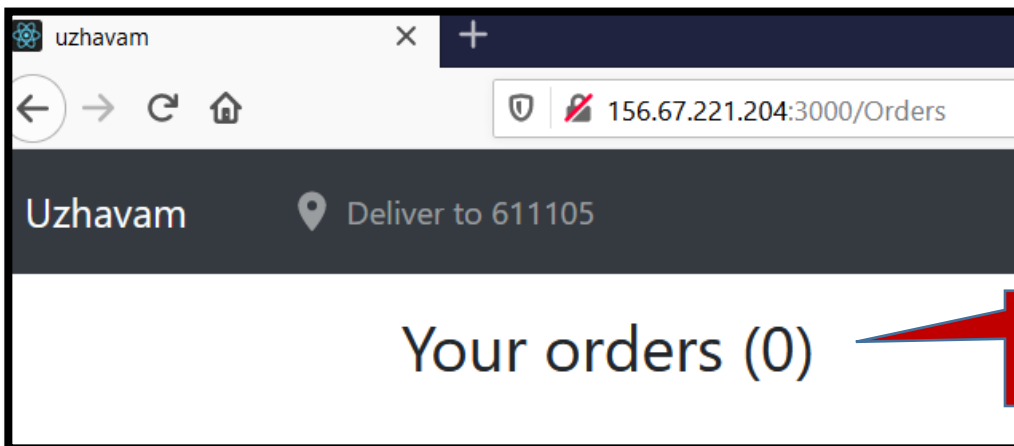 uzhavam
156.67.221.204:3000/Orders
Uzhavam Deliver to 611105
Your orders (0)